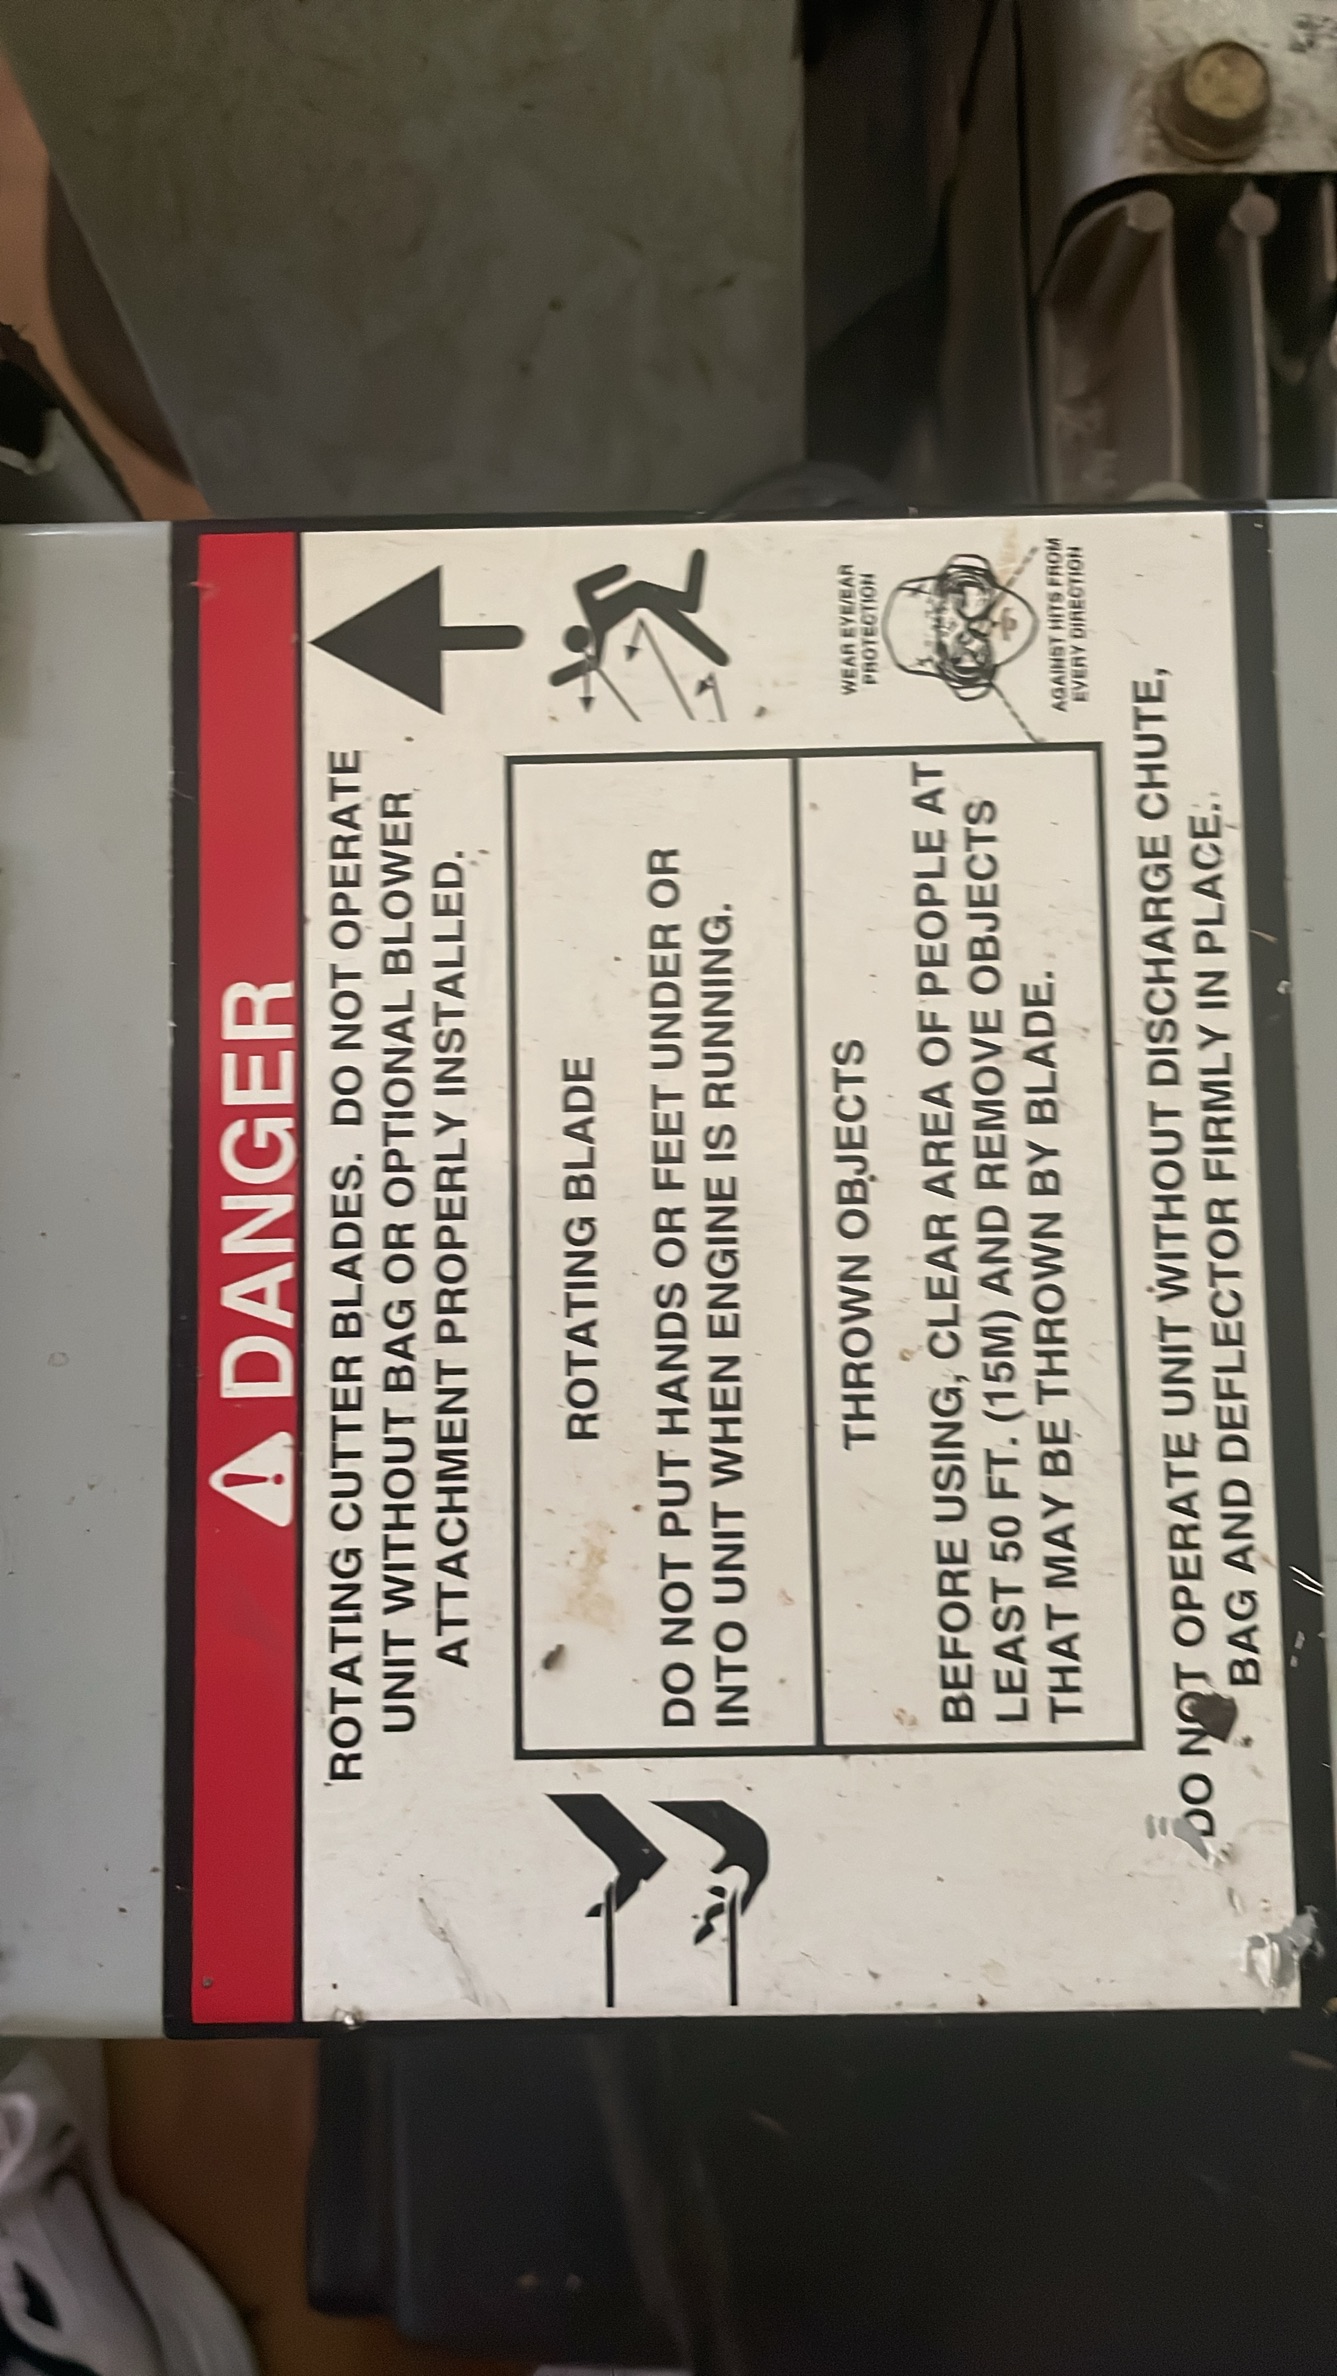 DANGER
ROTATING CUTTER BLADES. DO NOT OPERATE
UNIT WITHOUT BAG OR OPTIONAL BLOWER
ATTACHMENT PROPERLY INSTALLED.
ROTATING BLADE
DO NOT PUT HANDS OR FEET UNDER OR
INTO UNIT WHEN ENGINE IS RUNNING.
THROWN OBJECTS
BEFORE USING, CLEAR AREA OF PEOPLE AT
LEAST 50 FT. (15M) AND REMOVE OBJECTS
THAT MAY BE THROWN BY BLADE.
WEAR EYE/EAR
PROTECTION
AGAINST HITS FROM
EVERY DIRECTION
DO NOT OPERATE UNIT WITHOUT DISCHARGE CHUTE,
BAG AND DEFLECTOR FIRMLY IN PLACE.